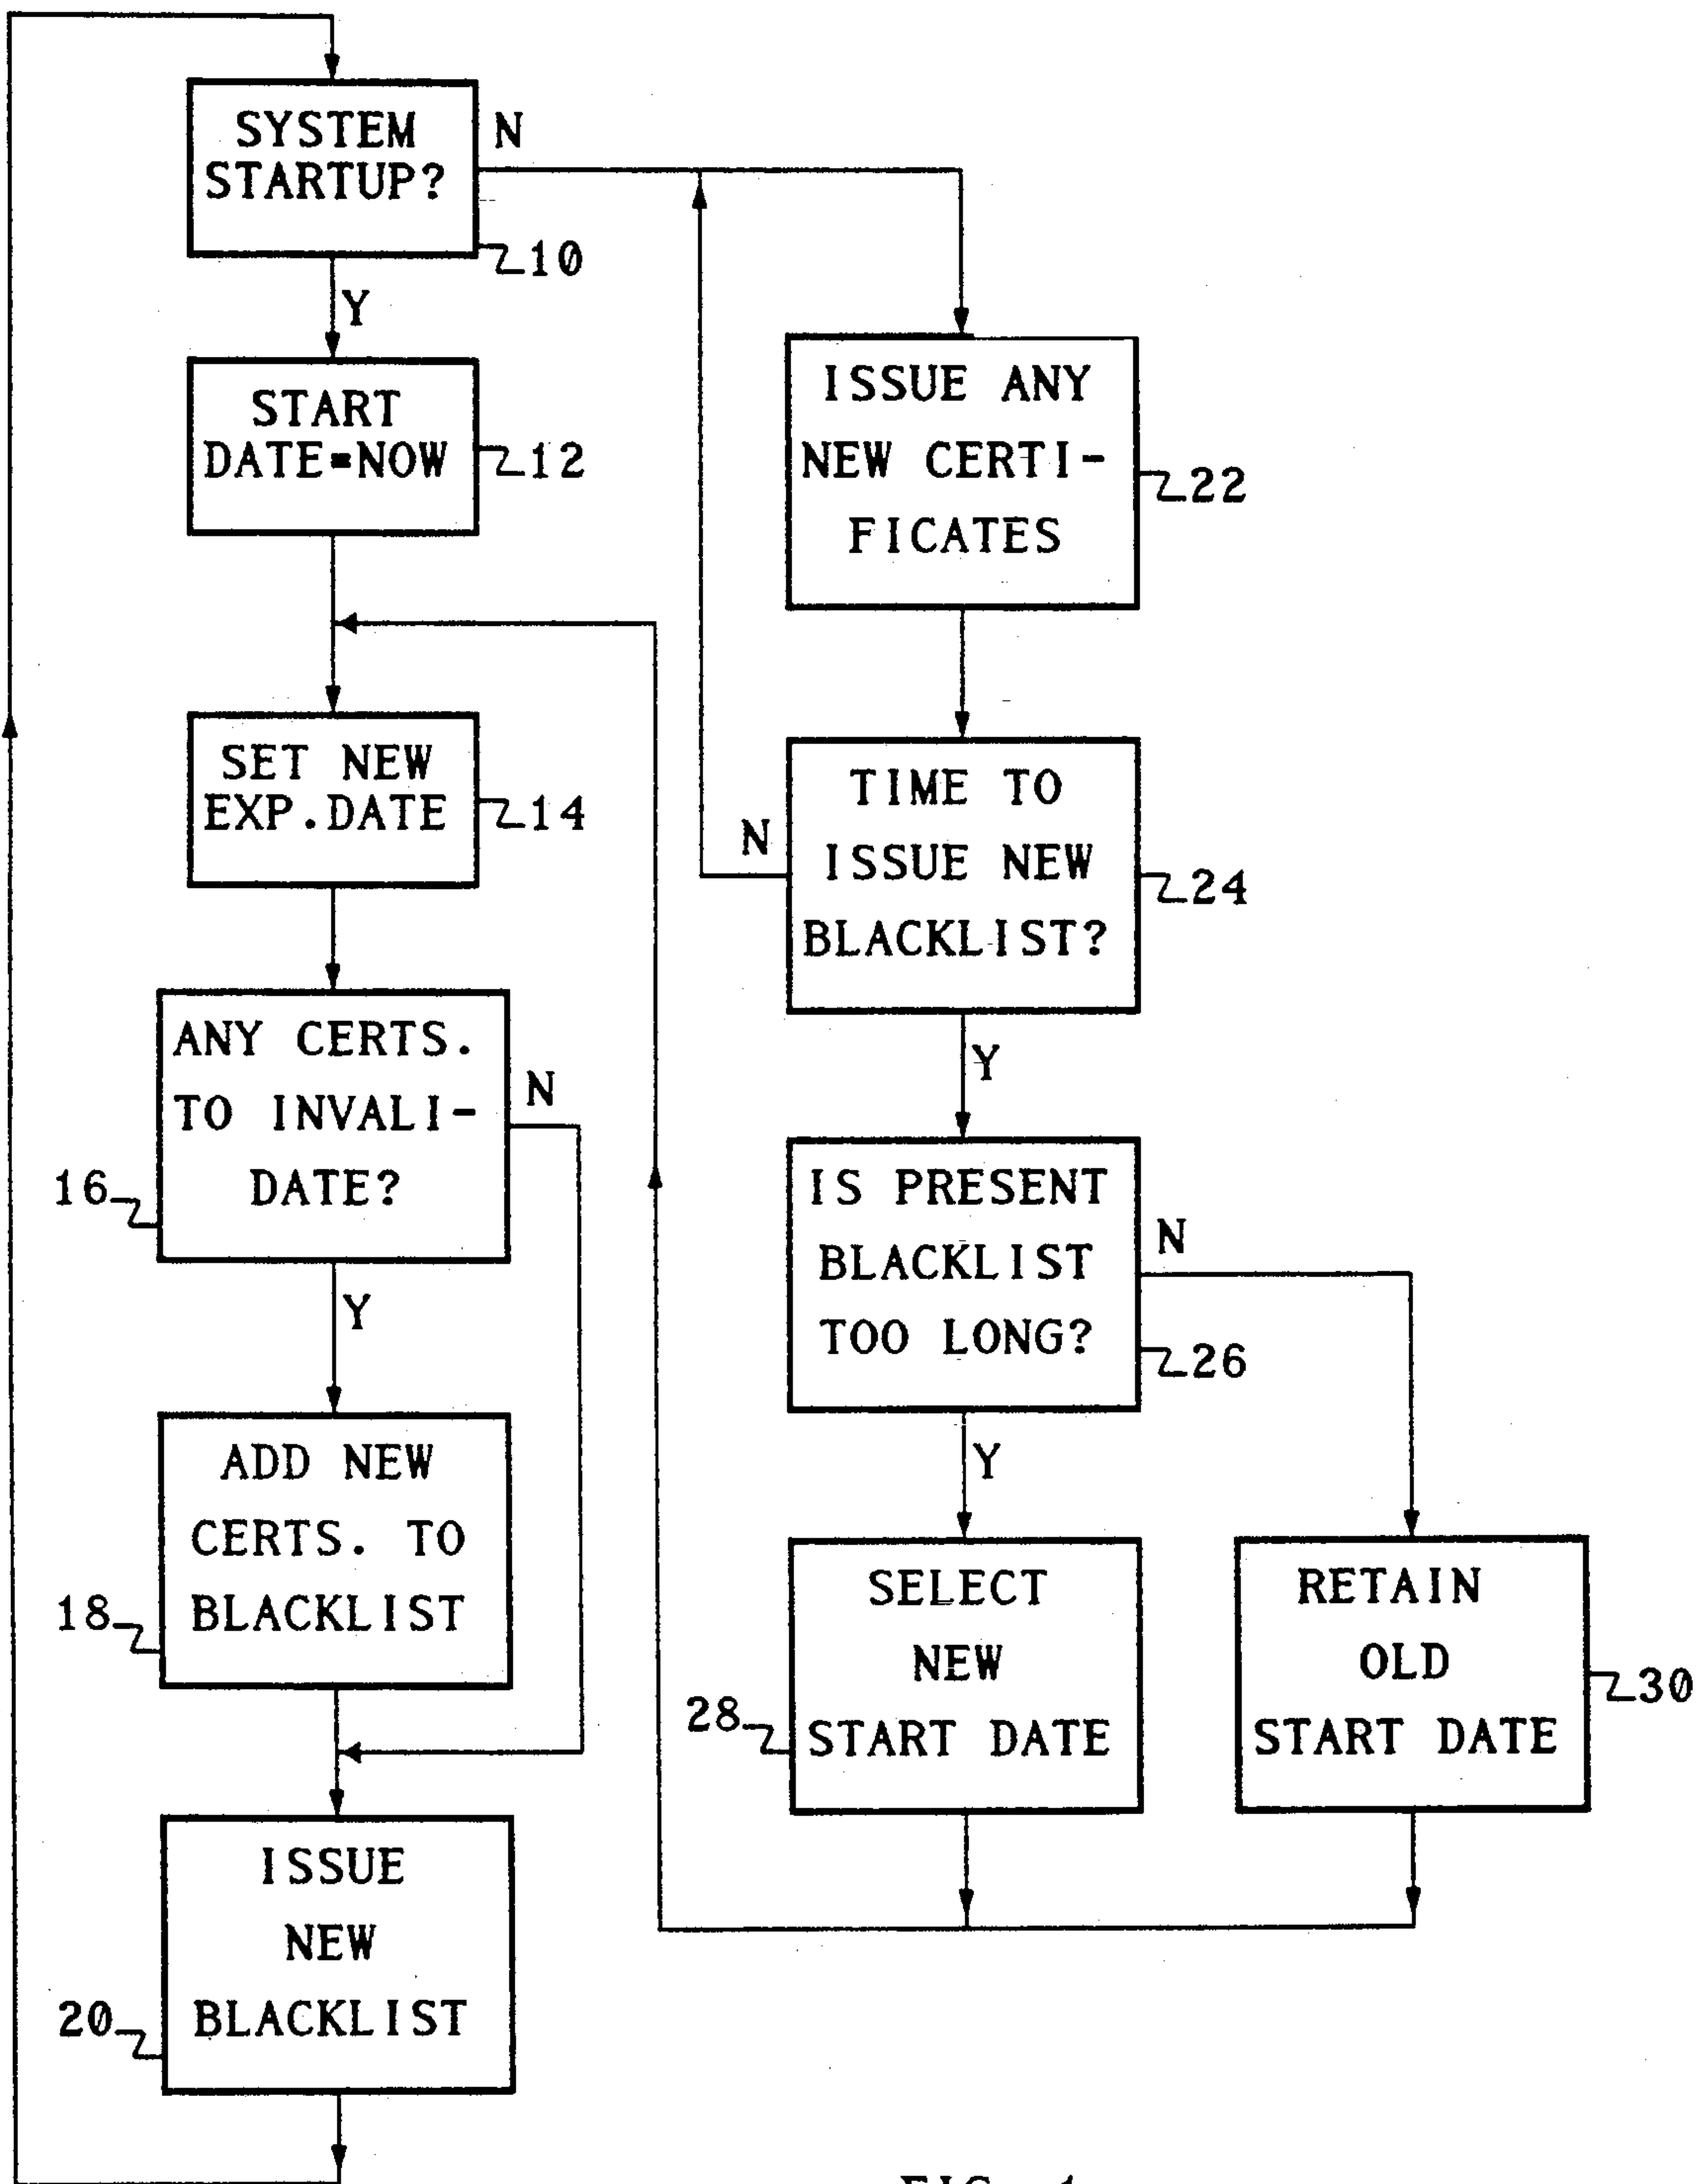 SYSTEM
STARTUP?
N
10
Y
START
DATE=NOW
12
SET NEW
EXP.DATE
14
ANY CERTS.
TO INVALI-
DATE?
N
16
Y
ADD NEW
CERTS. TO
BLACKLIST
18
ISSUE
NEW
BLACKLIST
20
ISSUE ANY
NEW CERTI-
FICATES
22
TIME TO
ISSUE NEW
BLACKLIST?
N
24
Y
IS PRESENT
BLACKLIST
TOO LONG?
N
26
Y
SELECT
NEW
START DATE
28
RETAIN
OLD
START DATE
30